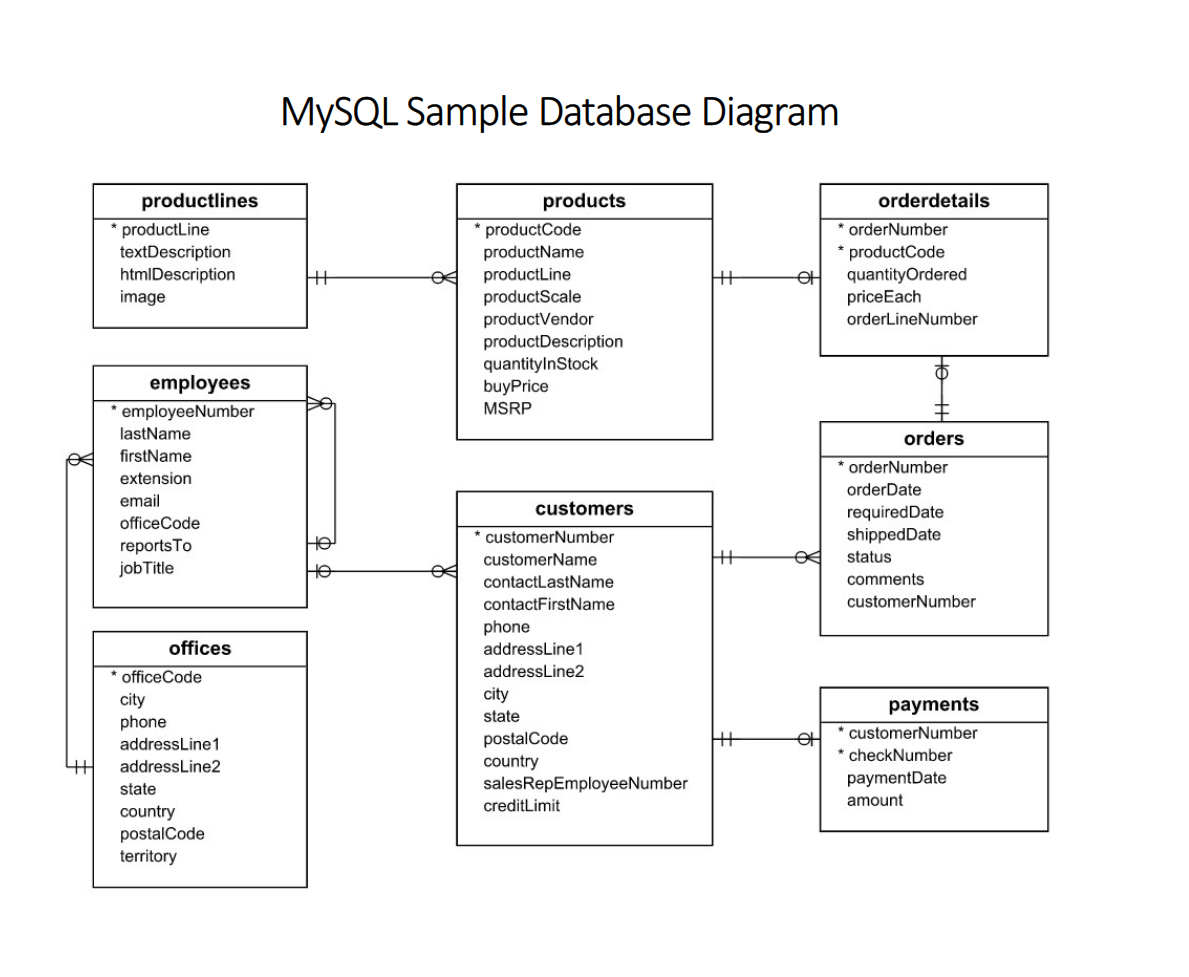 MySQL Sample Database Diagram
productlines
* productLine
textDescription
htmlDescription
image
products
* productCode
productName
productLine
productScale
productVendor
productDescription
quantityInStock
buyPrice
MSRP
orderdetails
* orderNumber
* productCode
quantityOrdered
priceEach
orderLineNumber
employees
* employeeNumber
lastName
firstName
extension
email
officeCode
reportsTo
jobTitle
customers
* customerNumber
customerName
contactLastName
contactFirstName
phone
addressLine1
addressLine2
city
state
postalCode
country
salesRepEmployeeNumber
creditLimit
orders
* orderNumber
orderDate
requiredDate
shippedDate
status
comments
customerNumber
offices
* officeCode
city
phone
addressLine1
addressLine2
state
country
postalCode
territory
payments
* customerNumber
* checkNumber
paymentDate
amount